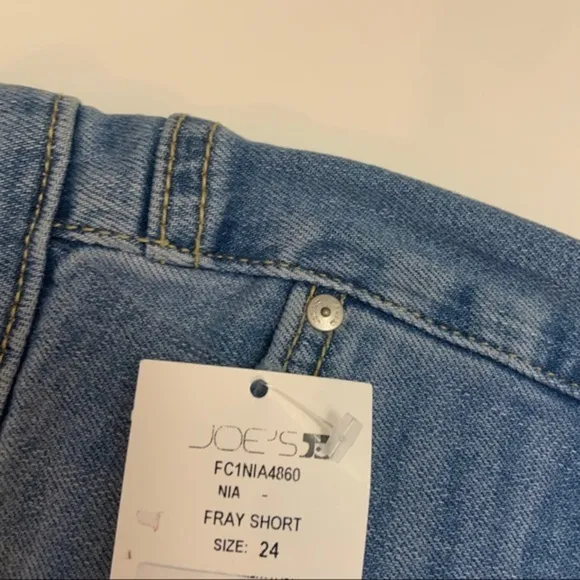 JOE'S
FC1NIA4860
NIA -
FRAY SHORT
SIZE: 24